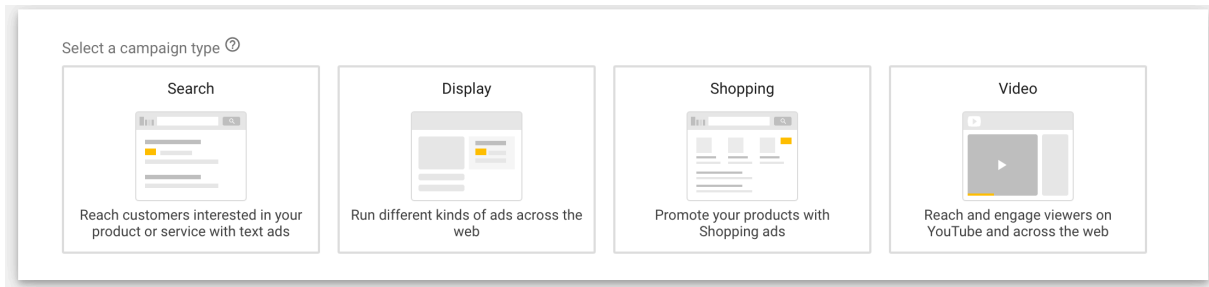 Select a campaign type
Search
Reach customers interested in your
product or service with text ads
Display
Run different kinds of ads across the
web
Shopping
Promote your products with
Shopping ads
Video
Reach and engage viewers on
YouTube and across the web